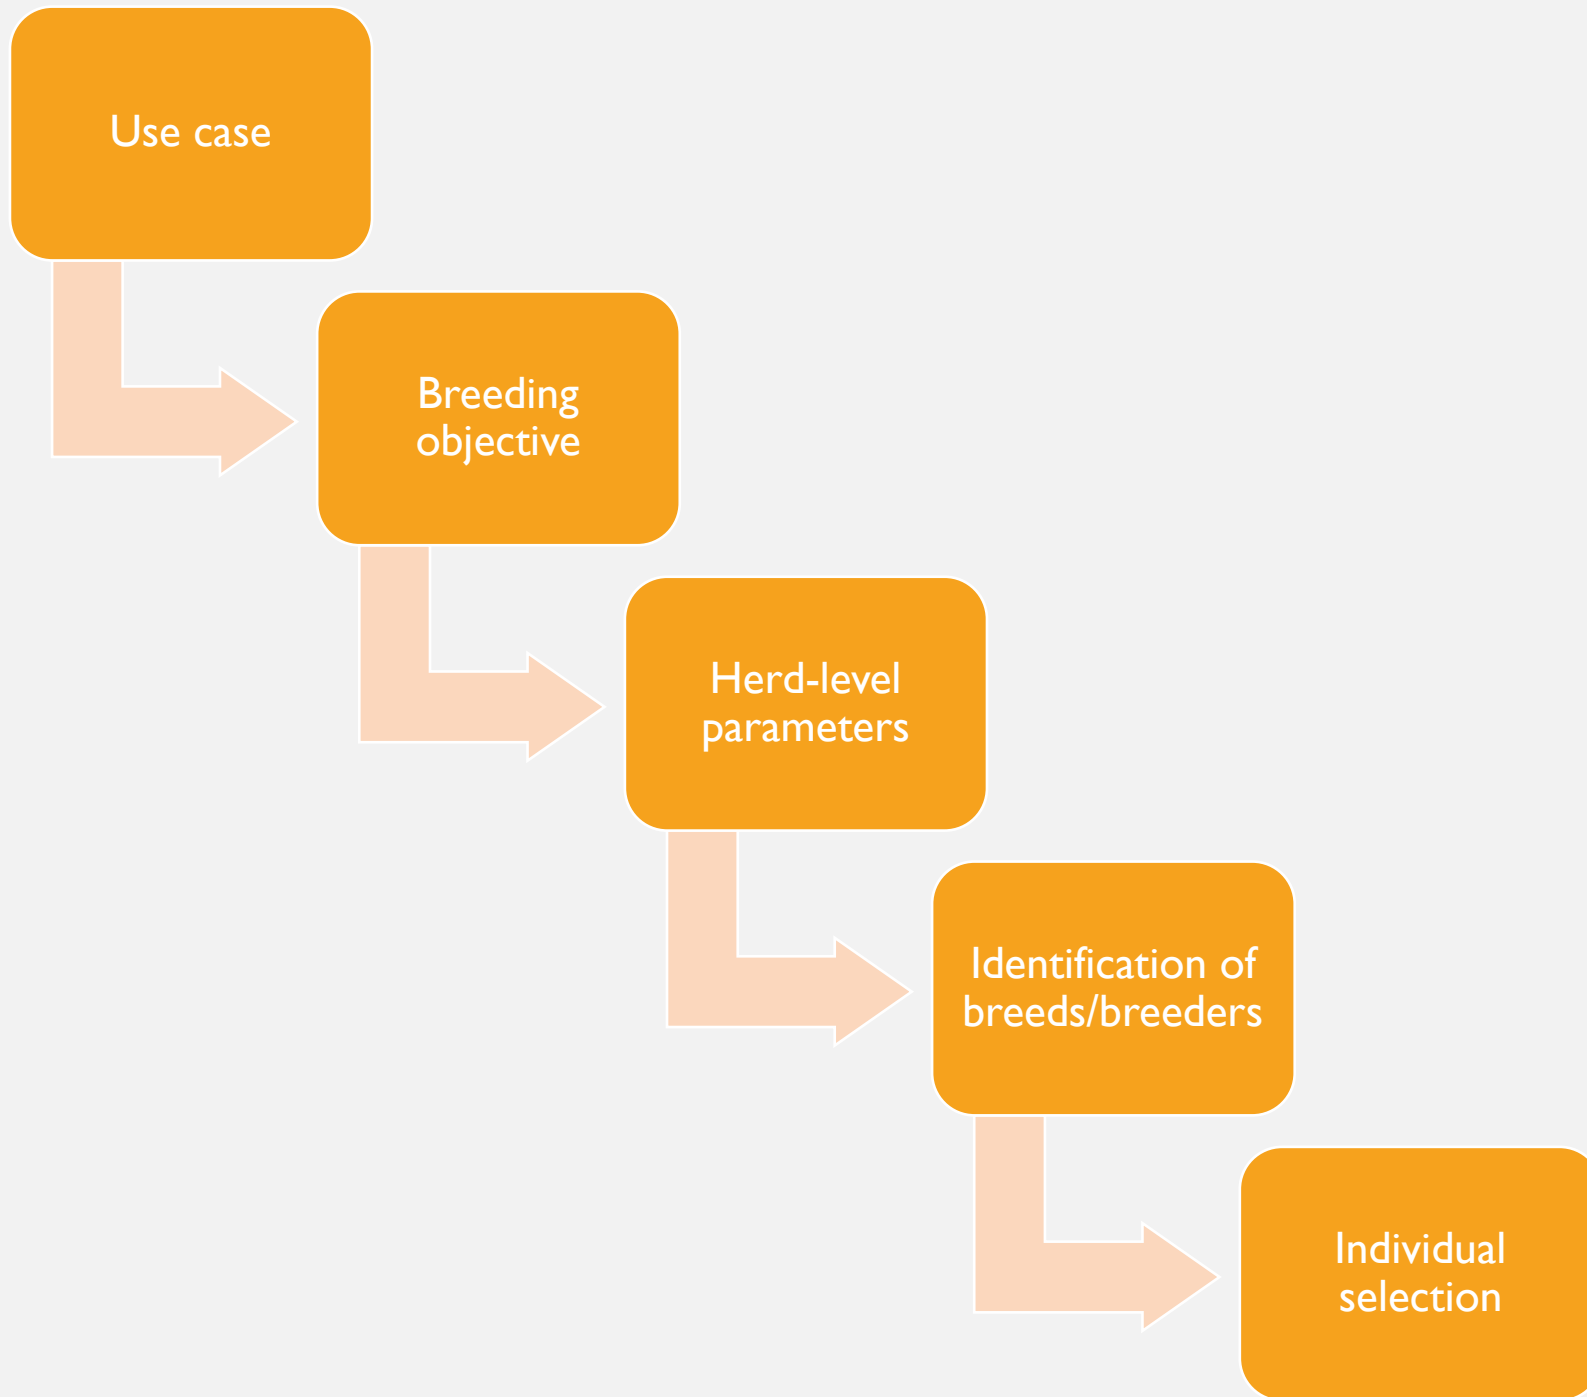 Use case
Breeding
objective
Herd-level
parameters
Identification of
breeds/breeders
Individual
selection